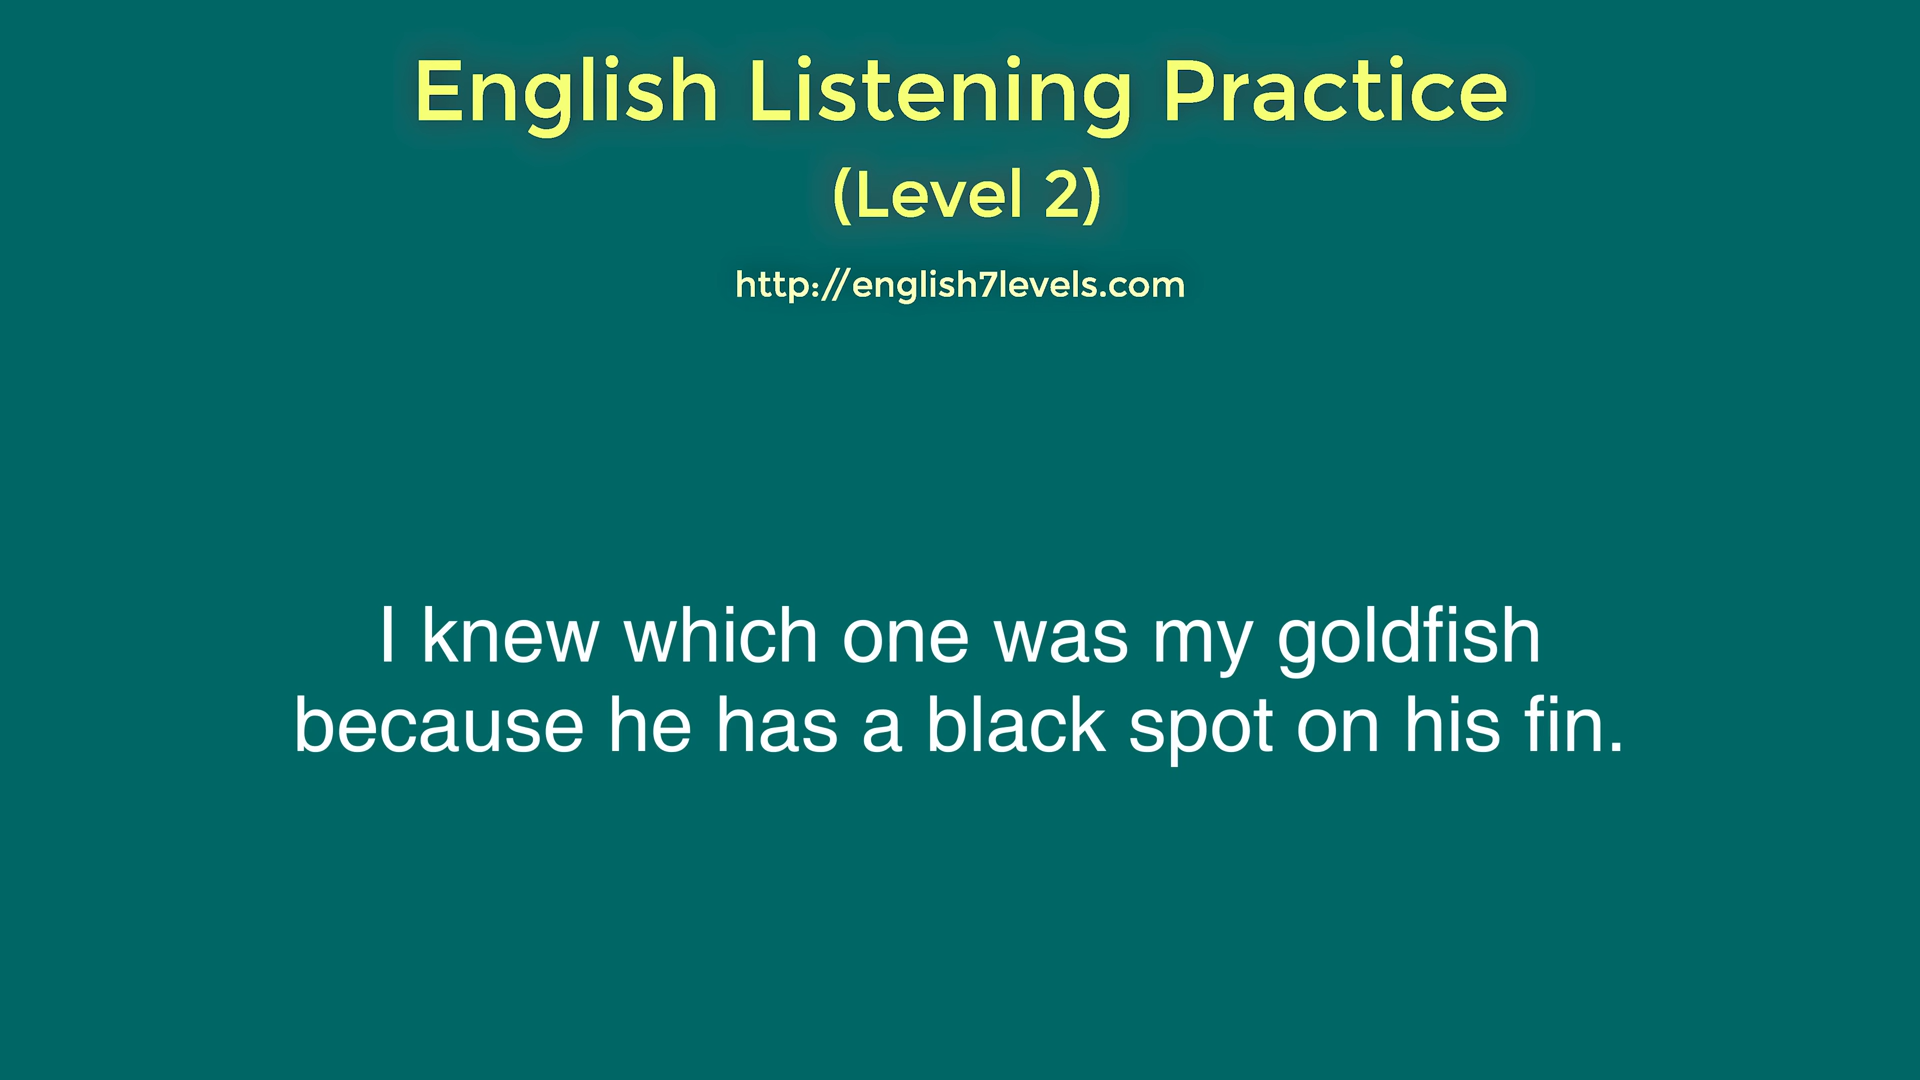 English Listening Practice
(Level 2)
http://english7levels.com
I knew which one was my goldfish
because he has a black spot on his fin.